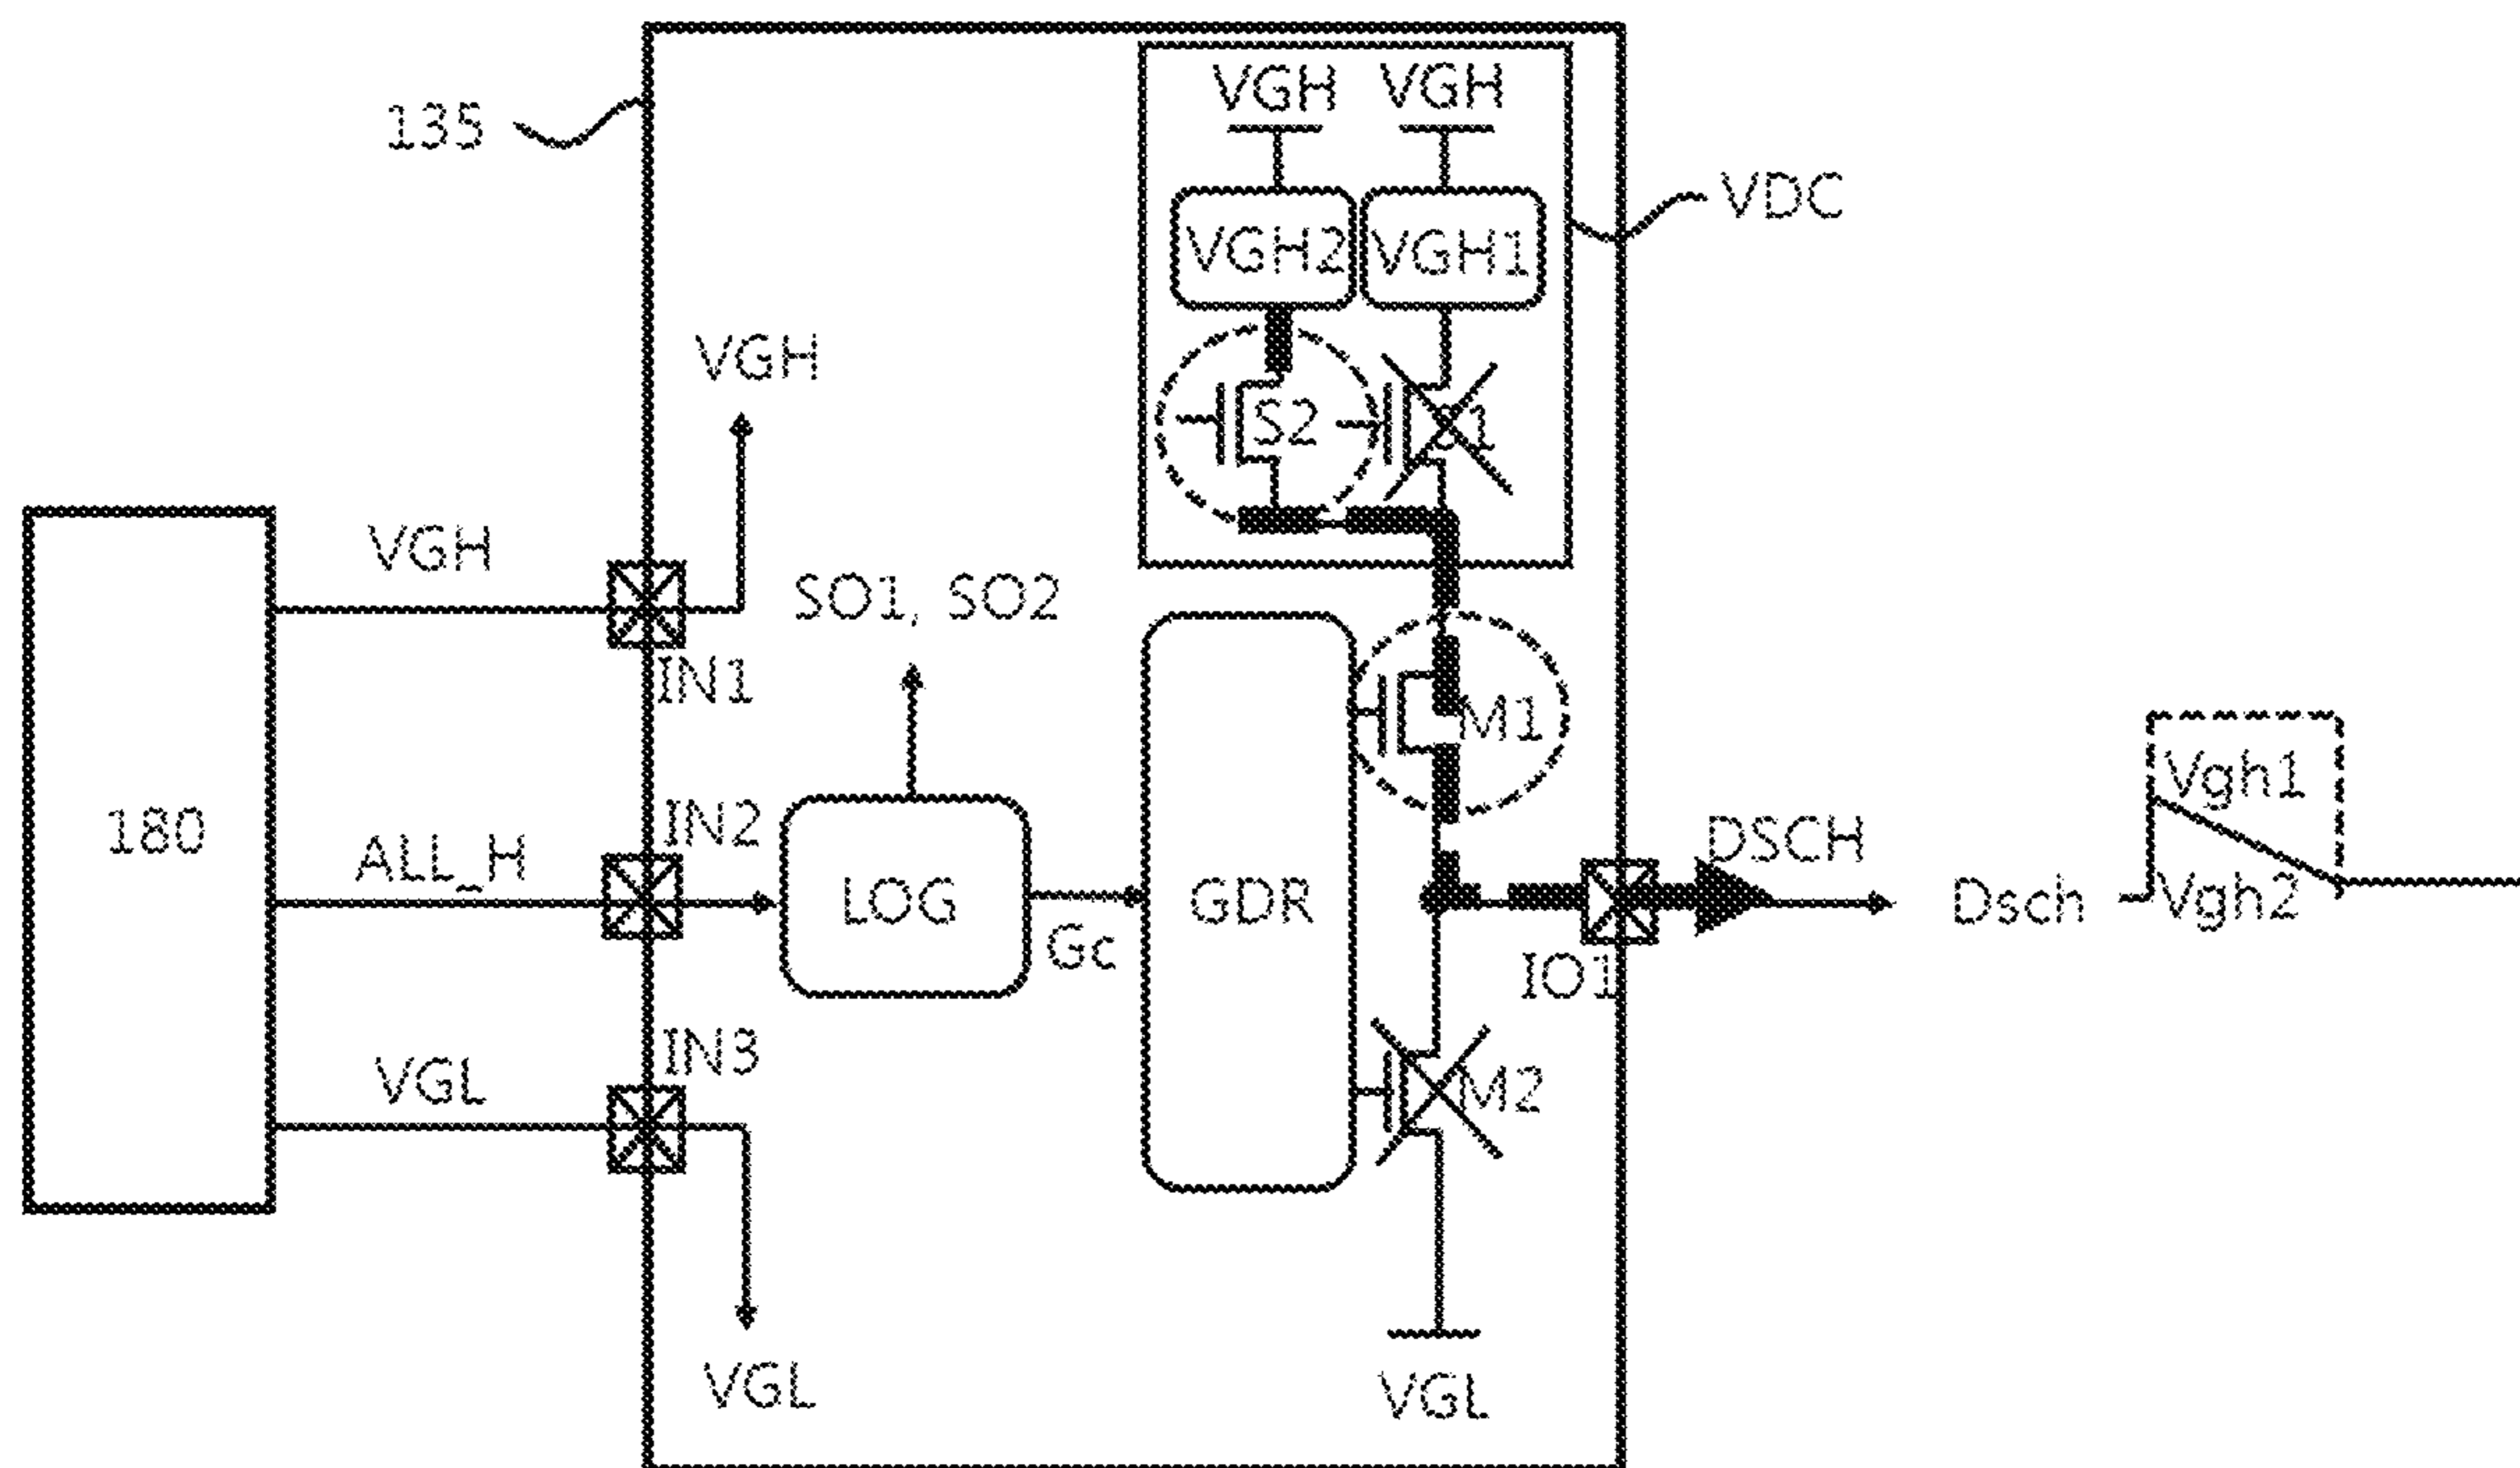 VGH VGH
135
VDC
VGH2 VGH1
VGH
S2
VGH
SO1, SO2
IN1
M1
Vgh1
180
IN2
ALL_H
DSCH
LOG
GDR
Dsch
Vgh2
Gc
IO1
IN3
VGL
M2
VGL
VGL